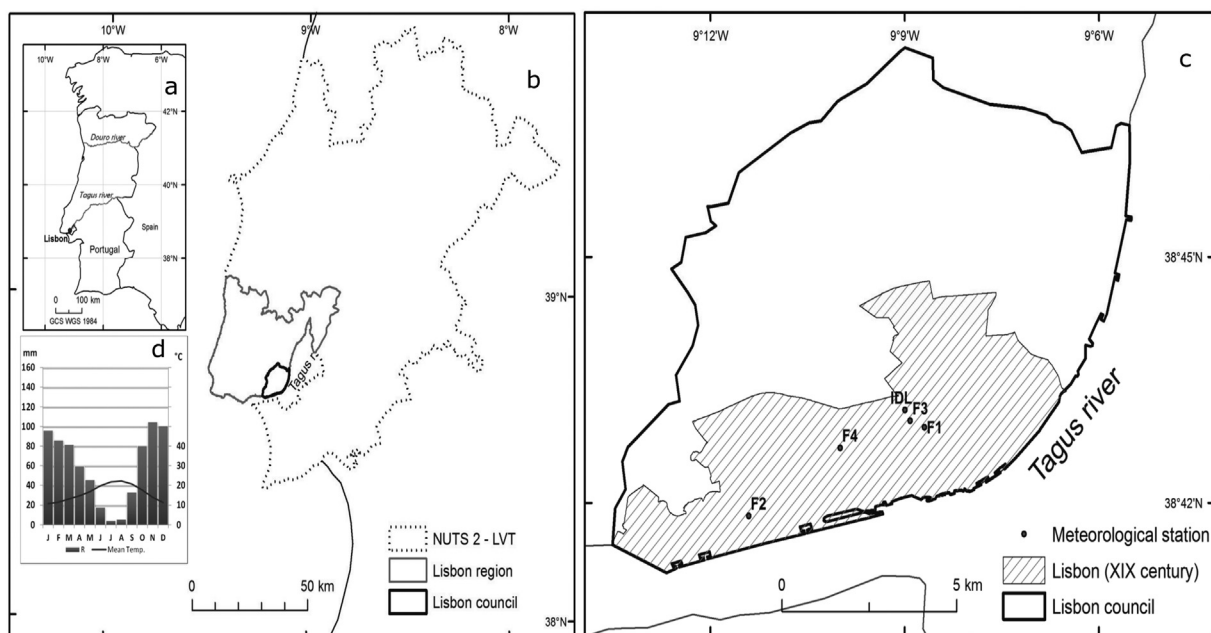 10°W
9°W
8°W
10°W
8°W
6°W
a
42°N
Douro river
40°N
Tagus river
Lisbon
Spain
Portugal
38°N
0 100 km
GCS WGS 1984
b
39°N
Tagus r
NUTS 2 - LVT
Lisbon region
Lisbon council
0 50 km
38°N
d
mm
°C
160
140
120
100
80
60
40
20
0
40
30
20
10
0
J F M A M J J A S O N D
R Mean Temp.
9°12'W
9°9'W
9°6'W
c
38°45'N
IDL
F3
F1
F4
F2
Tagus river
38°42'N
Meteorological station
Lisbon (XIX century)
Lisbon council
0 5 km